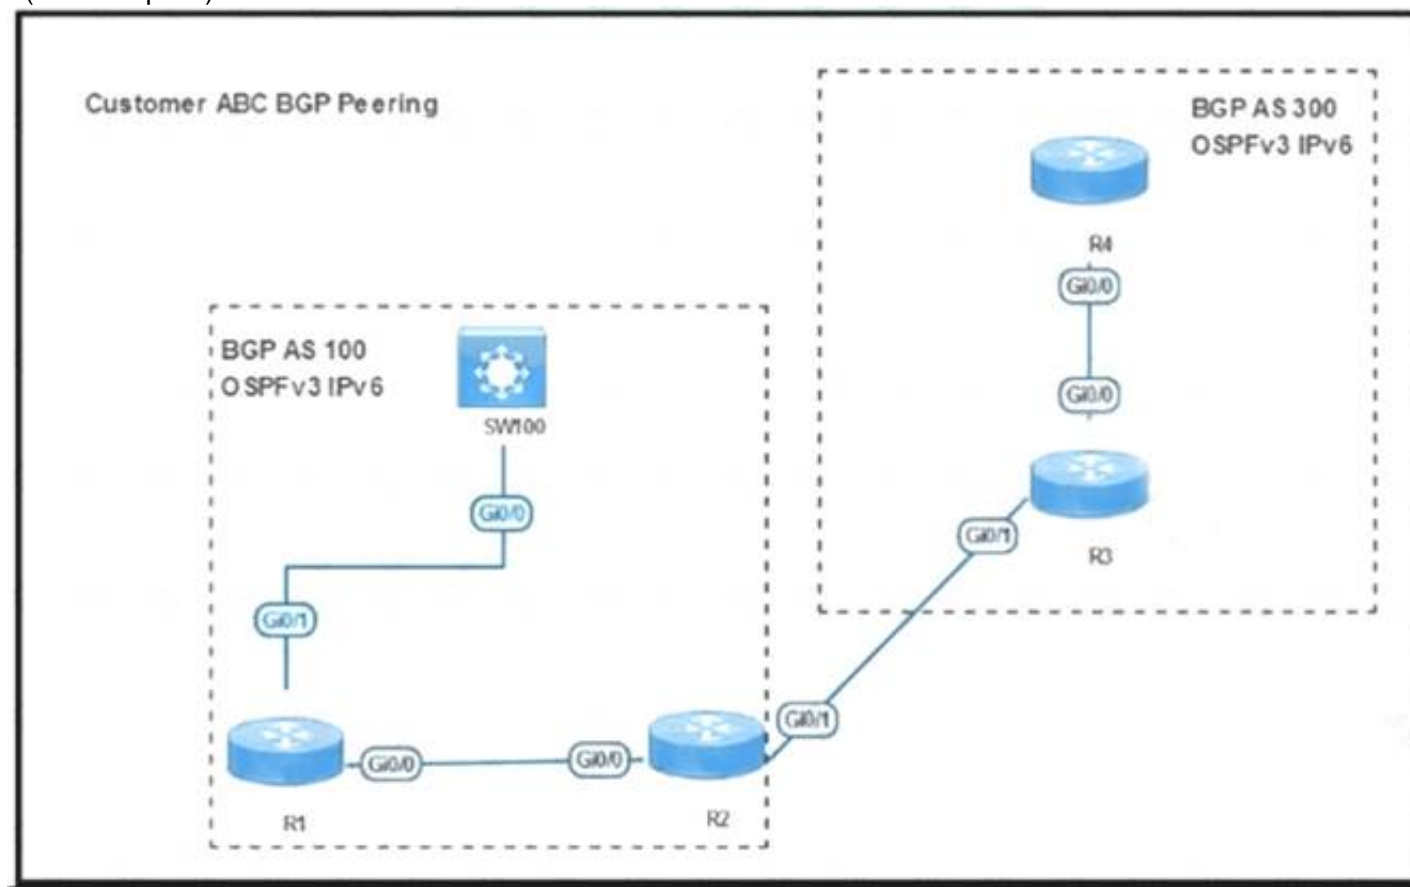 Customer ABC BGP Peering
BGP AS 300
OSPFv3 IPv6
R4
Gi0/0
Gi0/0
R3
Gi0/1
BGP AS 100
OSPFv3 IPv6
SW100
Gi0/0
Gi0/1
Gi0/1
Gi0/0
Gi0/0
R1
R2